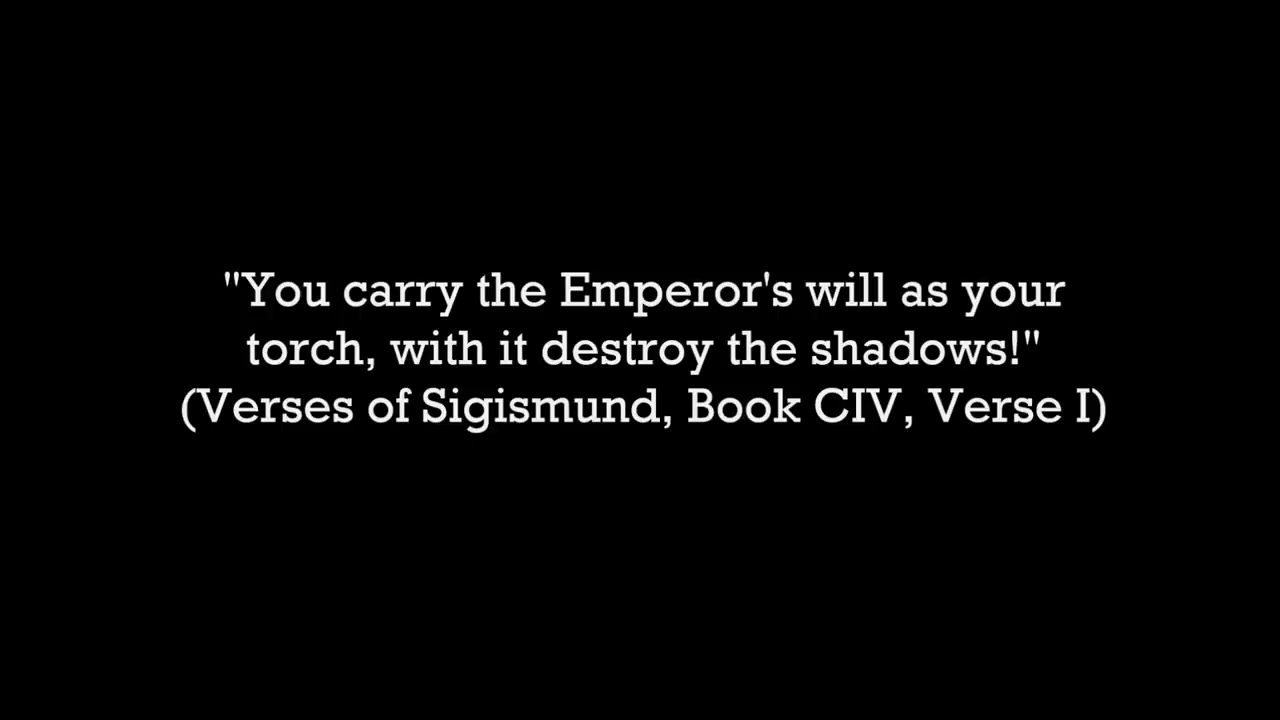 "You carry the Emperor's will as your
torch, with it destroy the shadows!"
(Verses of Sigismund, Book CIV, Verse I)